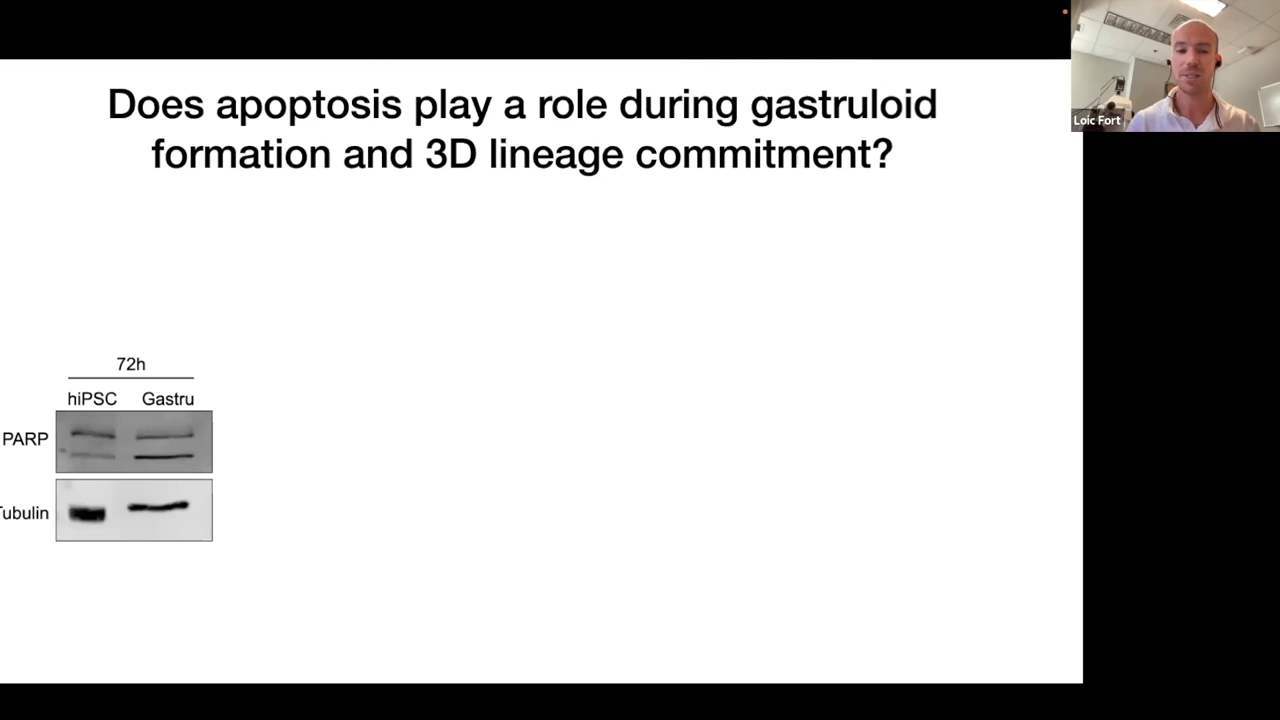 Does apoptosis play a role during gastruloid
formation and 3D lineage commitment?
Loic Fort
72h
hiPSC Gastru
PARP
Tubulin